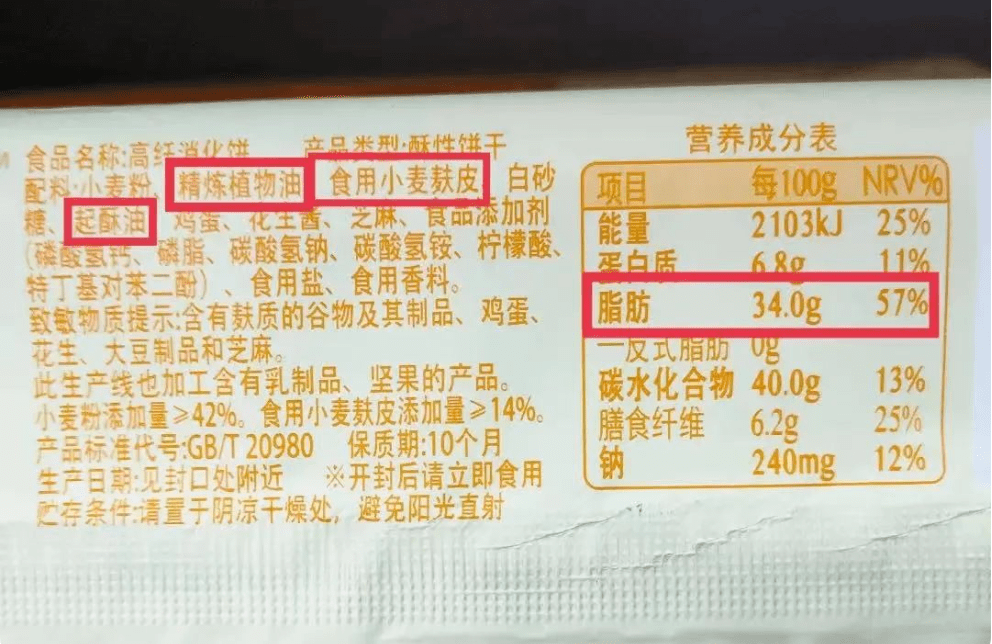 食品名称:高纤消化饼 产品类型:酥性饼干
配料:小麦粉、精炼植物油、食用小麦麸皮、白砂
糖、起酥油、鸡蛋、花生酱、芝麻、食品添加剂
(磷酸氢钙、磷脂、碳酸氢钠、碳酸氢铵、柠檬酸、
特丁基对苯二酚)、食用盐、食用香料。
致敏物质提示:含有麸质的谷物及其制品、鸡蛋、
花生、大豆制品和芝麻。
此生产线也加工含有乳制品、坚果的产品。
小麦粉添加量≥42%。食用小麦麸皮添加量≥14%。
产品标准代号:GB/T 20980 保质期:10个月
生产日期:见封口处附近 ※开封后请立即食用
贮存条件:请置于阴凉干燥处，避免阳光直射
营养成分表
项目 每100g NRV%
能量 2103kJ 25%
蛋白质 6.8g 11%
脂肪 34.0g 57%
—反式脂肪 0g
碳水化合物 40.0g 13%
膳食纤维 6.2g 25%
钠 240mg 12%